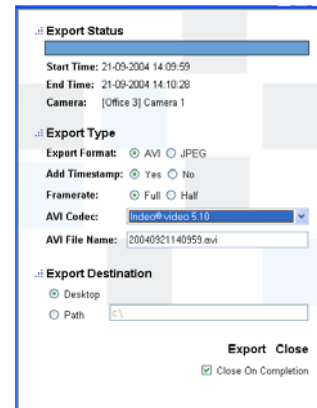 Export Status
Start Time: 21-09-2004 14:09:59
End Time: 21-09-2004 14:10:28
Camera: [Office 3] Camera 1
Export Type
Export Format: AVI JPEG
Add Timestamp: Yes No
Framerate: Full Half
AVI Codec: Indeo® video 5.10
AVI File Name: 20040921140959.avi
Export Destination
Desktop
Path c:\
Export Close
Close On Completion